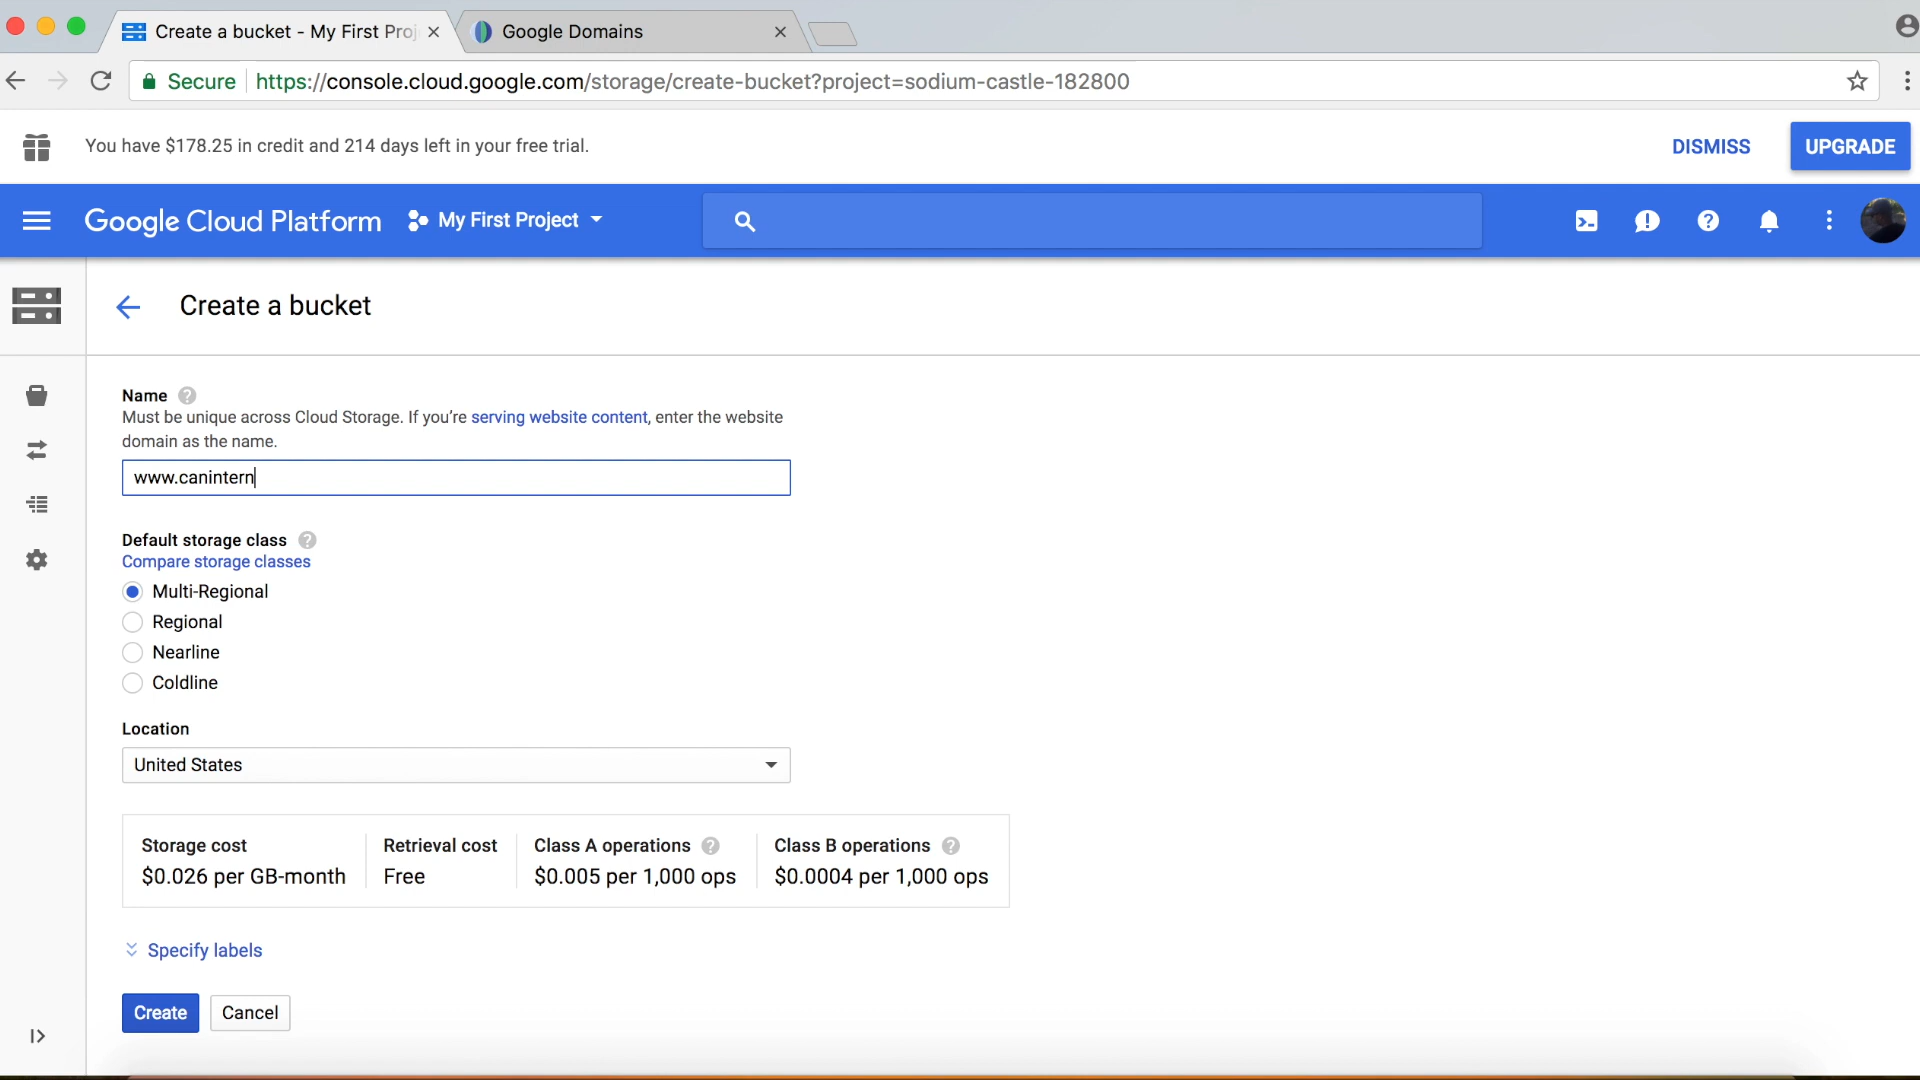 Create a bucket - My First Proj
Google Domains
Secure https://console.cloud.google.com/storage/create-bucket?project=sodium-castle-182800
You have $178.25 in credit and 214 days left in your free trial.
DISMISS
UPGRADE
Google Cloud Platform
My First Project
Create a bucket
Name
Must be unique across Cloud Storage. If you're serving website content, enter the website
domain as the name.
www.canintern
Default storage class
Compare storage classes
Multi-Regional
Regional
Nearline
Coldline
Location
United States
Storage cost Retrieval cost Class A operations Class B operations
$0.026 per GB-month Free $0.005 per 1,000 ops $0.0004 per 1,000 ops
Specify labels
Create Cancel